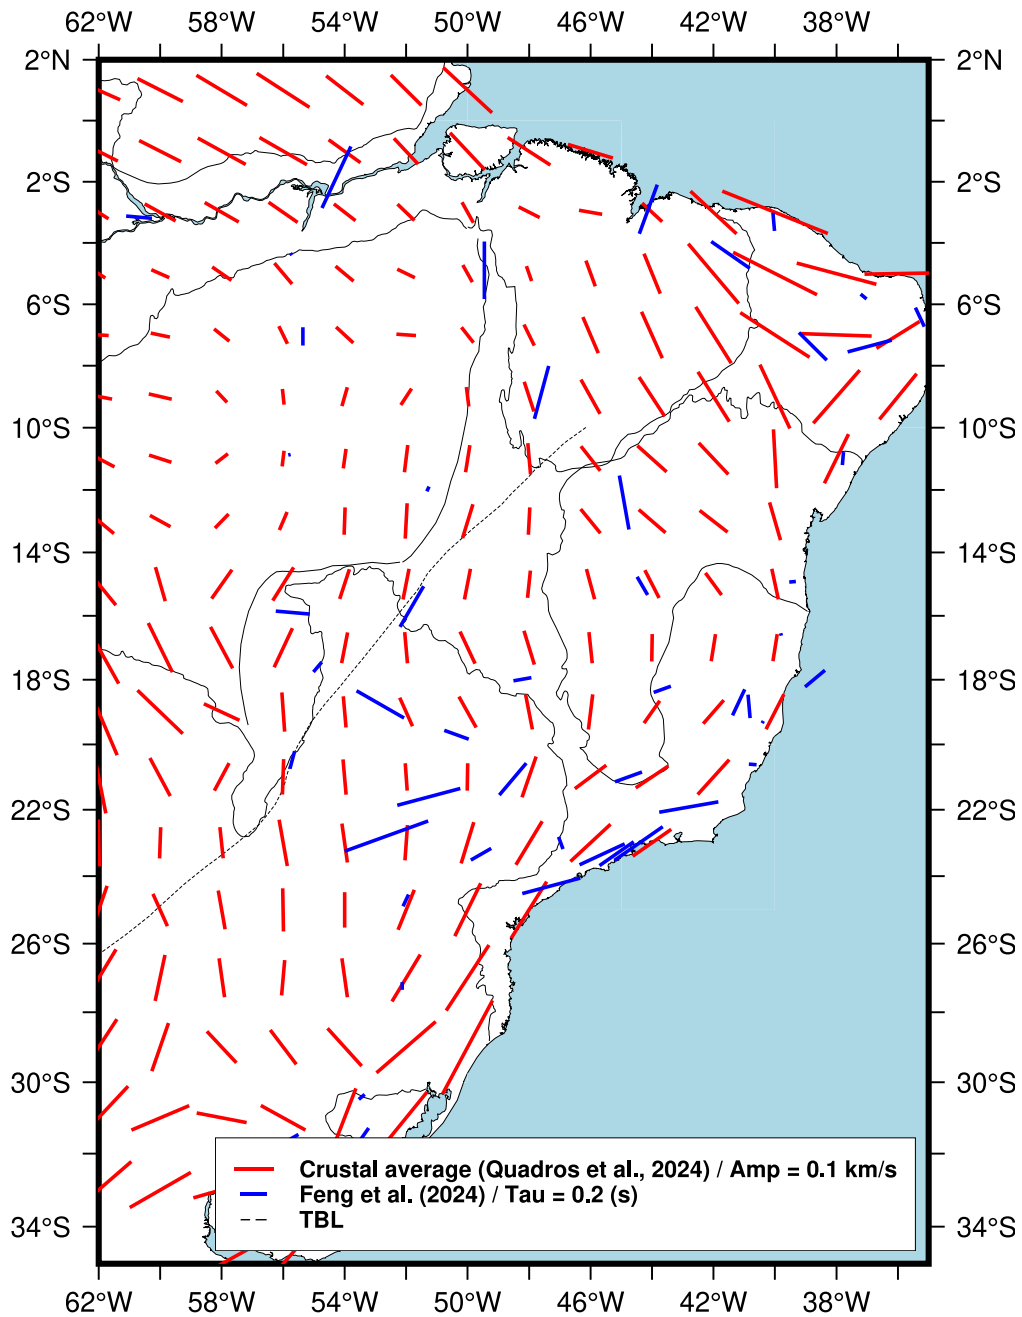 62°W 58°W 54°W 50°W 46°W 42°W 38°W
2°N 2°N
2°S 2°S
6°S 6°S
10°S 10°S
14°S 14°S
18°S 18°S
22°S 22°S
26°S 26°S
30°S 30°S
Crustal average (Quadros et al., 2024) / Amp = 0.1 km/s
Feng et al. (2024) / Tau = 0.2 (s)
TBL
34°S 34°S
62°W 58°W 54°W 50°W 46°W 42°W 38°W